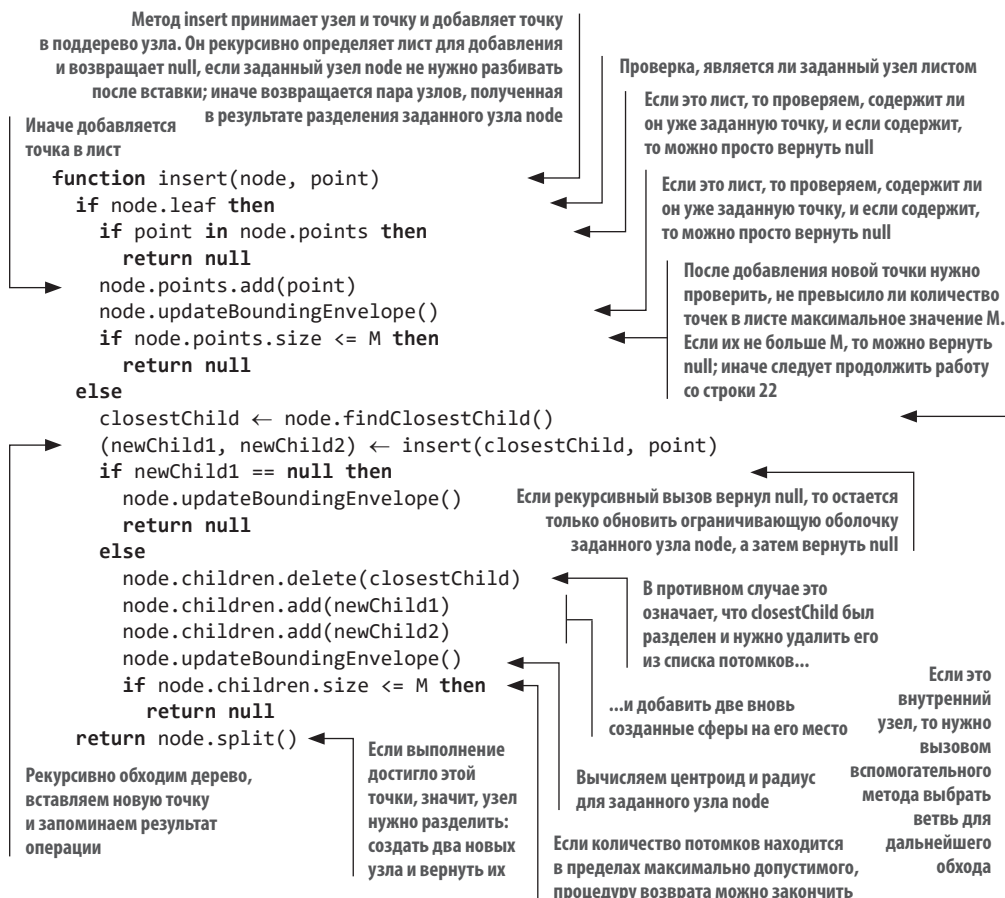 Метод insert принимает узел и точку и добавляет точку
в поддерево узла. Он рекурсивно определяет лист для добавления
и возвращает null, если заданный узел node не нужно разбивать
после вставки; иначе возвращается пара узлов, полученная
в результате разделения заданного узла node
Проверка, является ли заданный узел листом
Если это лист, то проверяем, содержит ли
он уже заданную точку, и если содержит,
то можно просто вернуть null
Иначе добавляется
точка в лист
Если это лист, то проверяем, содержит ли
он уже заданную точку, и если содержит,
то можно просто вернуть null
После добавления новой точки нужно
проверить, не превысило ли количество
точек в листе максимальное значение M.
Если их не больше M, то можно вернуть
null; иначе следует продолжить работу
со строки 22
function insert(node, point)
if node.leaf then
if point in node.points then
return null
node.points.add(point)
node.updateBoundingEnvelope()
if node.points.size <= M then
return null
else
closestChild ← node.findClosestChild()
(newChild1, newChild2) ← insert(closestChild, point)
if newChild1 == null then
node.updateBoundingEnvelope()
return null
else
node.children.delete(closestChild)
node.children.add(newChild1)
node.children.add(newChild2)
node.updateBoundingEnvelope()
if node.children.size <= M then
return null
return node.split()
Если рекурсивный вызов вернул null, то остается
только обновить ограничивающую оболочку
заданного узла node, а затем вернуть null
В противном случае это
означает, что closestChild был
разделен и нужно удалить его
из списка потомков...
...и добавить две вновь
созданные сферы на его место
Если это
внутренний
узел, то нужно
вызовом
вспомогательного
метода выбрать
ветвь для
дальнейшего
обхода
Вычисляем центроид и радиус
для заданного узла node
Рекурсивно обходим дерево,
вставляем новую точку
и запоминаем результат
операции
Если выполнение
достигло этой
точки, значит, узел
нужно разделить:
создать два новых
узла и вернуть их
Если количество потомков находится
в пределах максимально допустимого,
процедуру возврата можно закончить